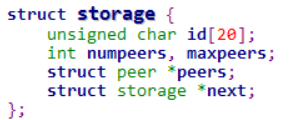 struct storage {
    unsigned char id[20];
    int numpeers, maxpeers;
    struct peer *peers;
    struct storage *next;
};